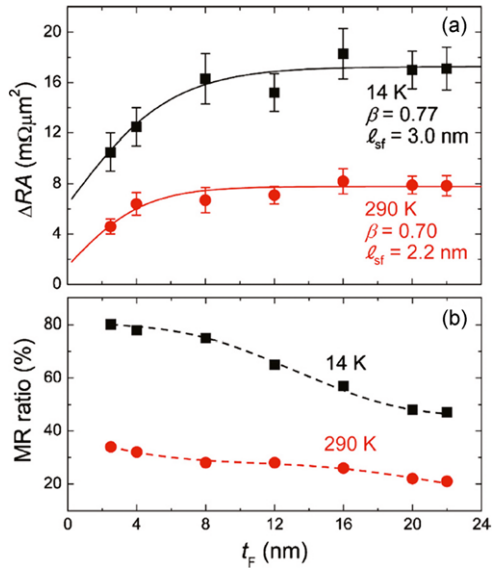 (a)
20
16
12
8
4
0
ΔRA (mΩμm²)
14 K
β = 0.77
ℓsf = 3.0 nm
290 K
β = 0.70
ℓsf = 2.2 nm
(b)
80
60
40
20
MR ratio (%)
14 K
290 K
0 4 8 12 16 20 24
tF (nm)